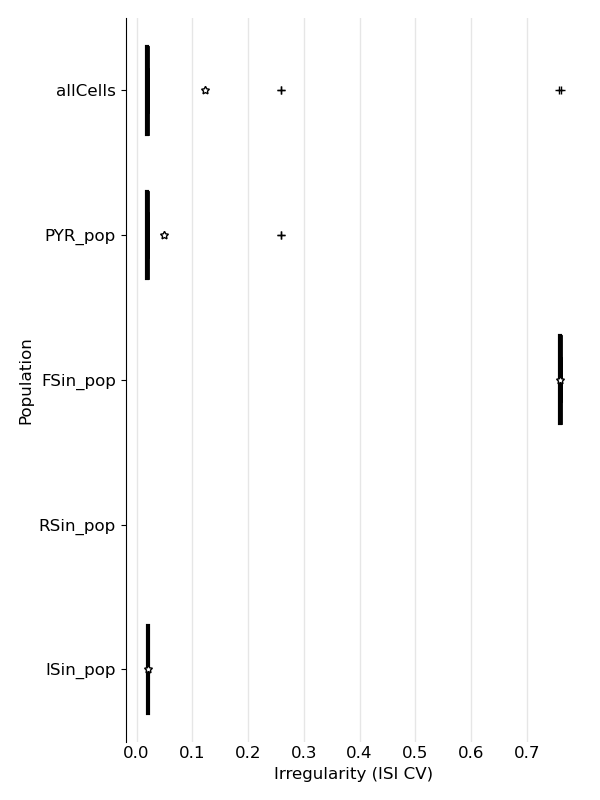 allCells
PYR_pop
FSin_pop
RSin_pop
ISin_pop
Population
0.0 0.1 0.2 0.3 0.4 0.5 0.6 0.7
Irregularity (ISI CV)